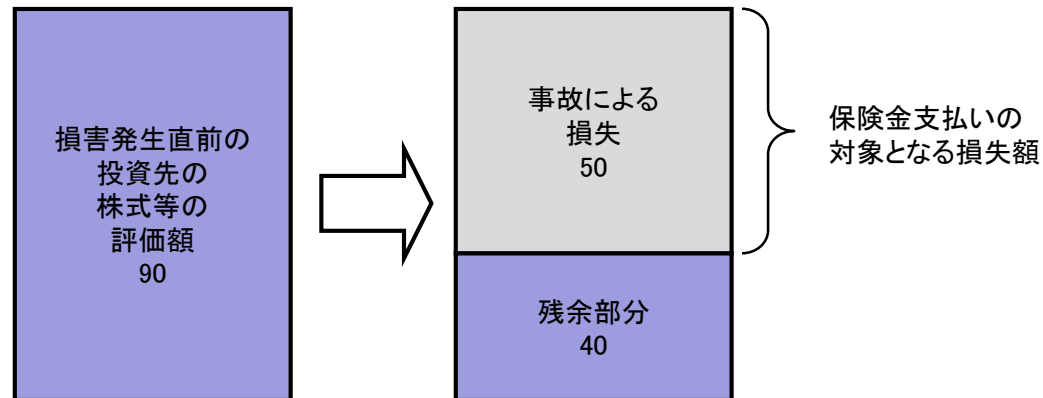 損害発生直前の
投資先の
株式等の
評価額
90
事故による
損失
50
保険金支払いの
対象となる損失額
残余部分
40